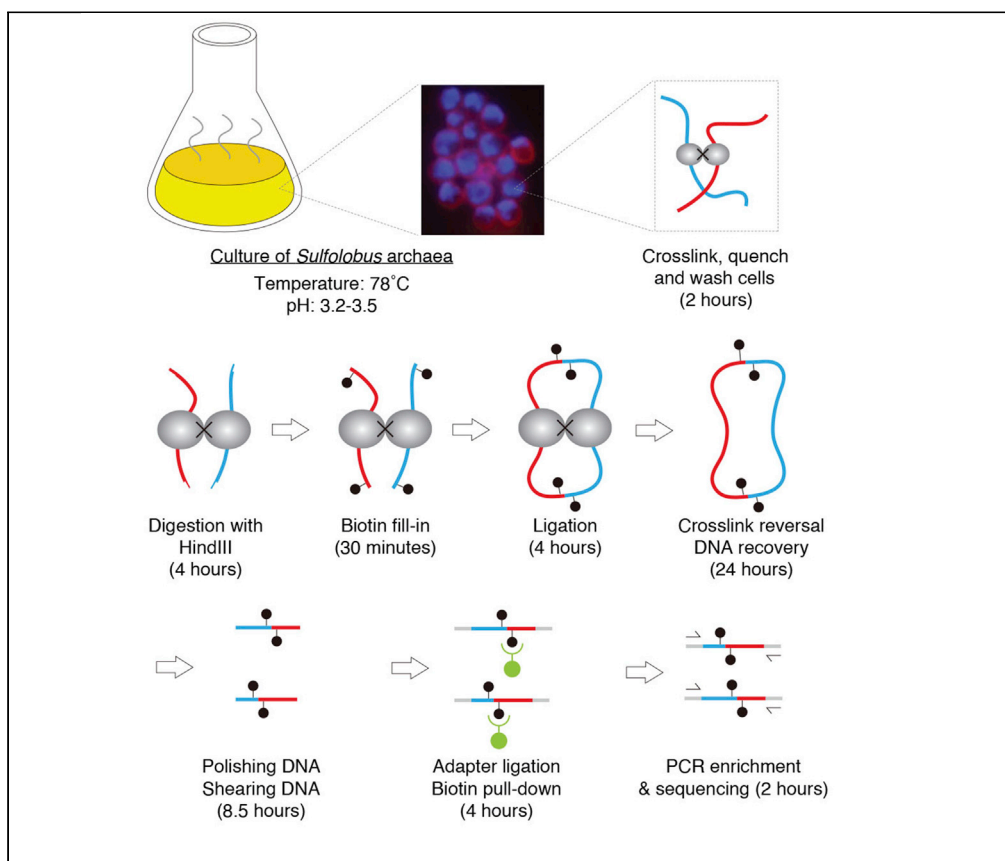 Culture of Sulfolobus archaea
Temperature: 78°C
pH: 3.2-3.5
Crosslink, quench
and wash cells
(2 hours)
Digestion with
HindIII
(4 hours)
Biotin fill-in
(30 minutes)
Ligation
(4 hours)
Crosslink reversal
DNA recovery
(24 hours)
Polishing DNA
Shearing DNA
(8.5 hours)
Adapter ligation
Biotin pull-down
(4 hours)
PCR enrichment
& sequencing (2 hours)